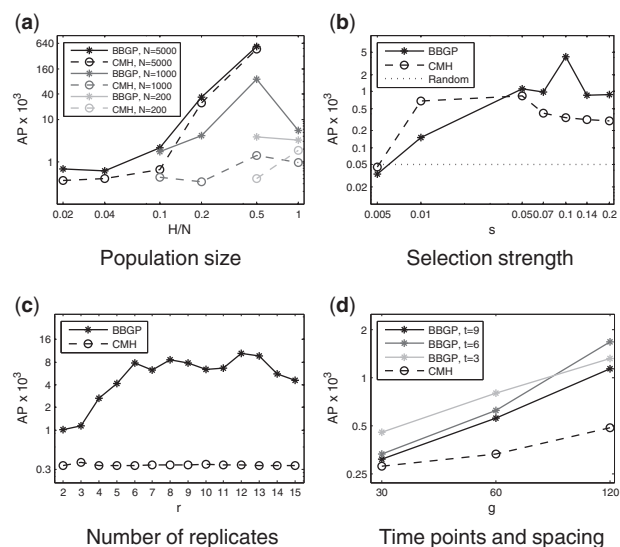 (a)
640
160
40
10
1
AP x 10³
BBGP, N=5000
CMH, N=5000
BBGP, N=1000
CMH, N=1000
BBGP, N=200
CMH, N=200
0.02 0.04 0.1 0.2 0.5 1
H/N
Population size
(b)
5
2
1
0.5
0.2
0.1
0.05
0.02
AP x 10³
BBGP
CMH
Random
0.005 0.01 0.05 0.07 0.1 0.14 0.2
s
Selection strength
(c)
16
8
4
2
1
0.3
AP x 10³
BBGP
CMH
2 3 4 5 6 7 8 9 10 11 12 13 14 15
r
Number of replicates
(d)
2
1
0.5
0.25
AP x 10³
BBGP, t=9
BBGP, t=6
BBGP, t=3
CMH
30 60 120
g
Time points and spacing